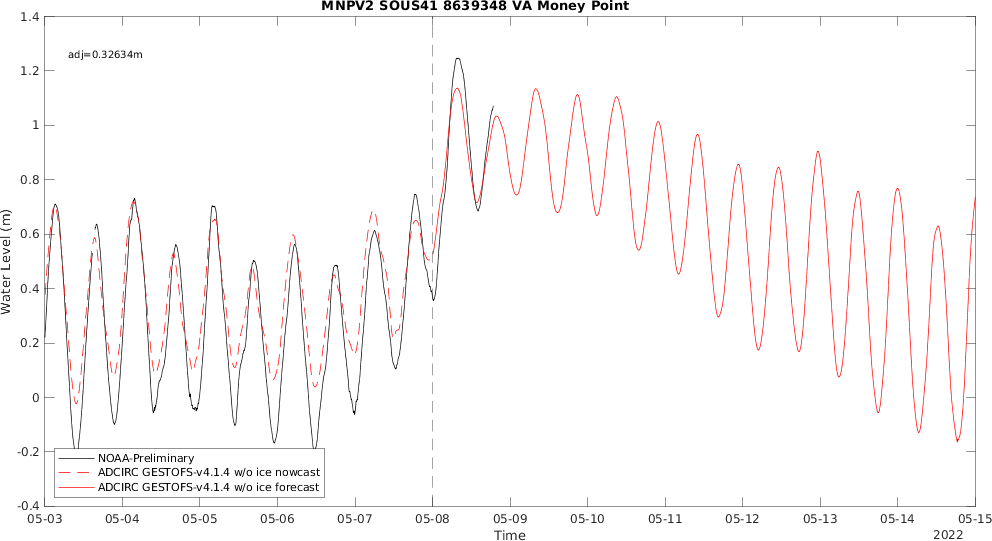 MNPV2 SOUS41 8639348 VA Money Point
adj=0.32634m
1.4
1.2
1
0.8
0.6
0.4
0.2
0
-0.2
-0.4
Water Level (m)
NOAA-Preliminary
ADCIRC GESTOFS-v4.1.4 w/o ice nowcast
ADCIRC GESTOFS-v4.1.4 w/o ice forecast
05-03 05-04 05-05 05-06 05-07 05-08 05-09 05-10 05-11 05-12 05-13 05-14 05-15
Time
2022